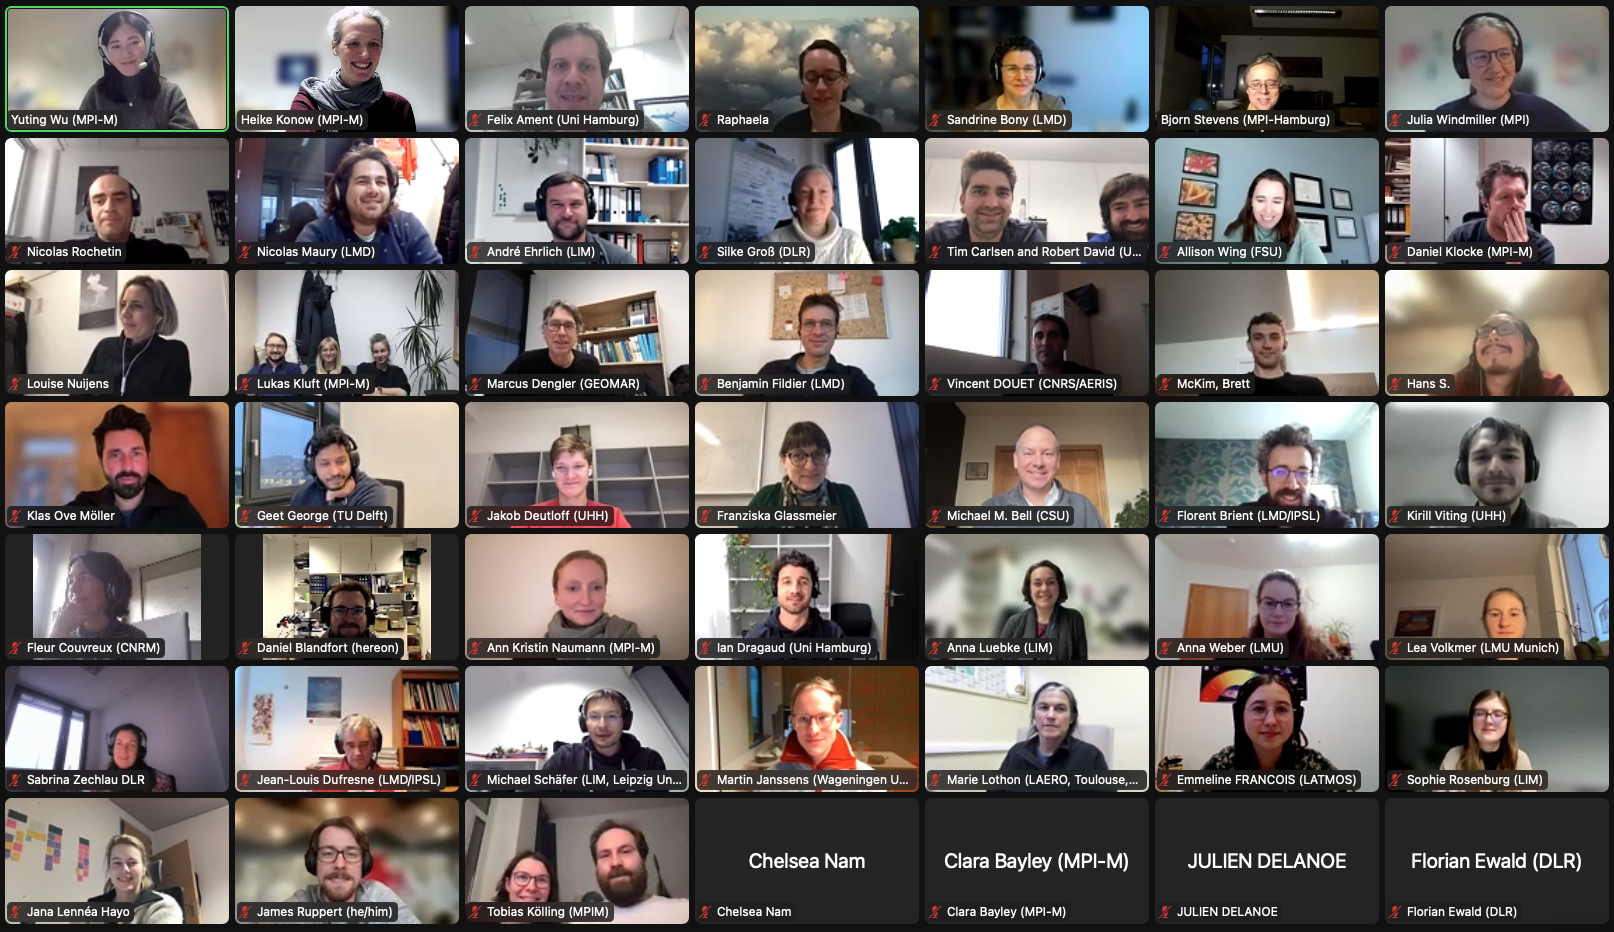 Yuting Wu (MPI-M)
Heike Konow (MPI-M)
Felix Ament (Uni Hamburg)
Raphaela
Sandrine Bony (LMD)
Bjorn Stevens (MPI-Hamburg)
Julia Windmiller (MPI)
Nicolas Rochetin
Nicolas Maury (LMD)
André Ehrlich (LIM)
Silke Groß (DLR)
Tim Carlsen and Robert David (U...
Allison Wing (FSU)
Daniel Klocke (MPI-M)
Louise Nuijens
Lukas Kluft (MPI-M)
Marcus Dengler (GEOMAR)
Benjamin Fildier (LMD)
Vincent DOUET (CNRS/AERIS)
McKim, Brett
Hans S.
Klas Ove Möller
Geet George (TU Delft)
Jakob Deutloff (UHH)
Franziska Glassmeier
Michael M. Bell (CSU)
Florent Brient (LMD/IPSL)
Kirill Viting (UHH)
Fleur Couvreux (CNRM)
Daniel Blandfort (hereon)
Ann Kristin Naumann (MPI-M)
Ian Dragaud (Uni Hamburg)
Anna Luebke (LIM)
Anna Weber (LMU)
Lea Volkmer (LMU Munich)
Sabrina Zechlau DLR
Jean-Louis Dufresne (LMD/IPSL)
Michael Schäfer (LIM, Leipzig Un...
Martin Janssens (Wageningen U...
Marie Lothon (LAERO, Toulouse,...
Emmeline FRANCOIS (LATMOS)
Sophie Rosenburg (LIM)
Jana Lennéa Hayo
James Ruppert (he/him)
Tobias Kölling (MPIM)
Chelsea Nam
Chelsea Nam
Clara Bayley (MPI-M)
Clara Bayley (MPI-M)
JULIEN DELANOE
JULIEN DELANOE
Florian Ewald (DLR)
Florian Ewald (DLR)